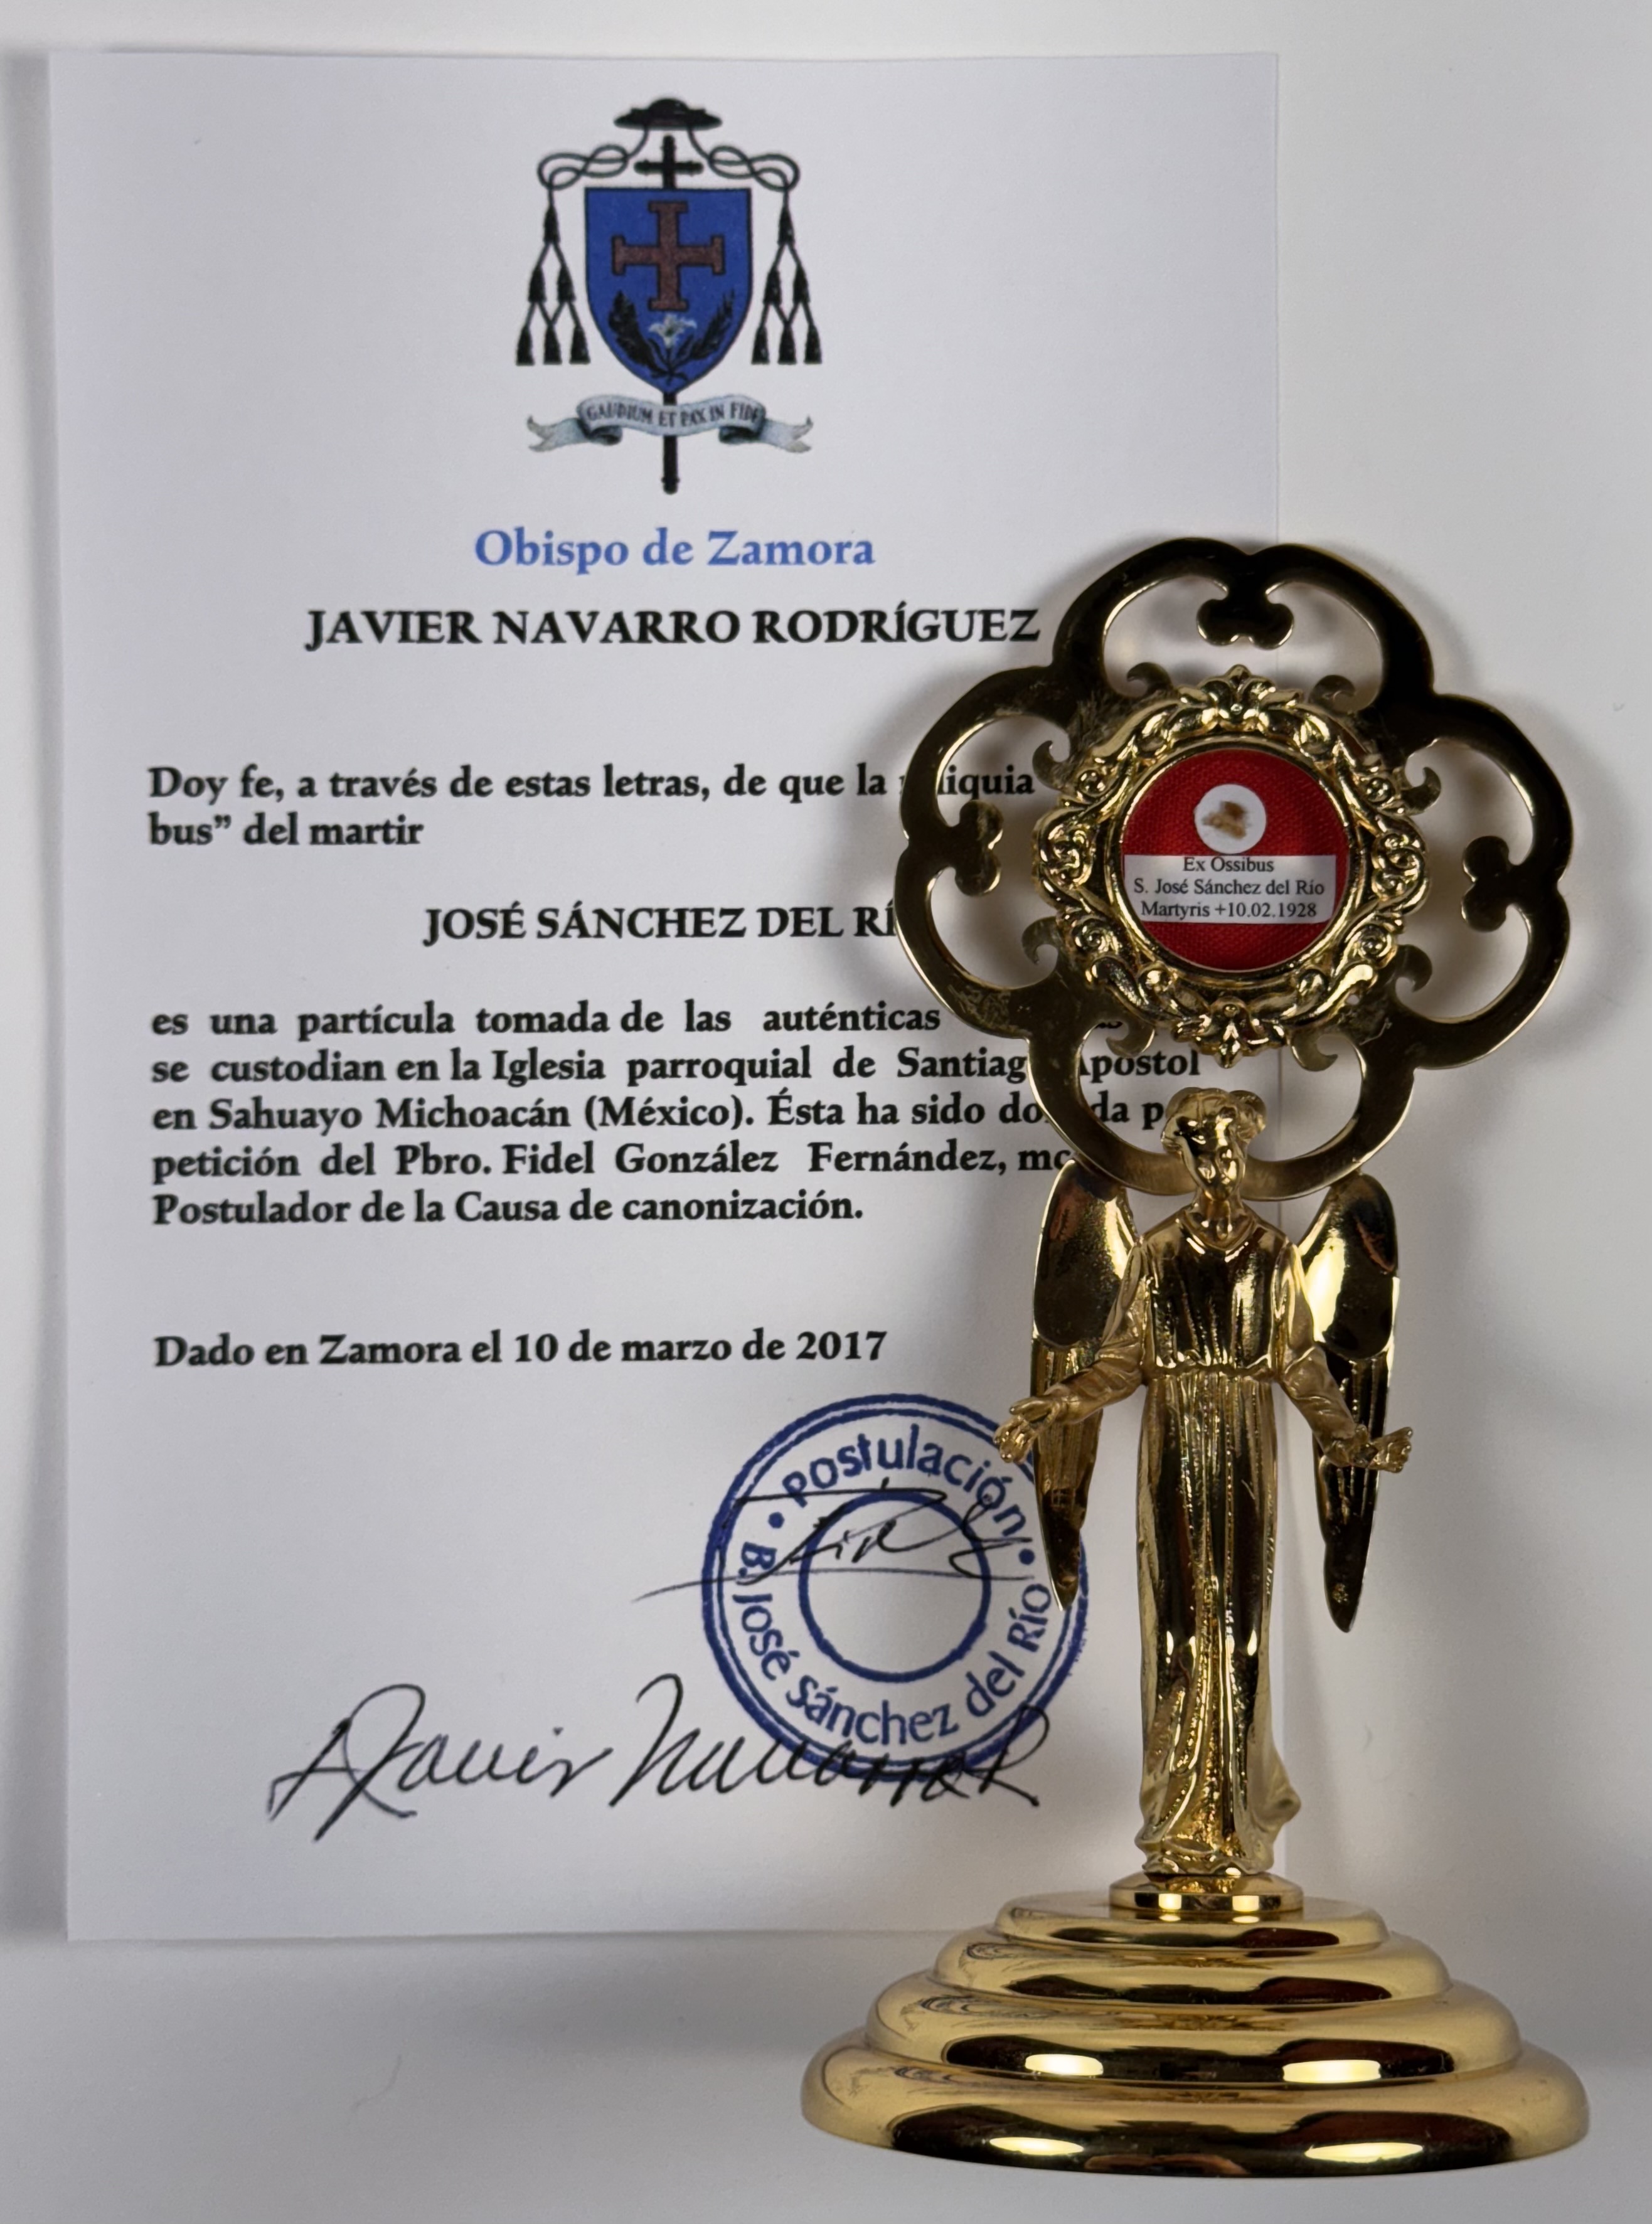 GAUDIUM ET PAX IN FIDE
Obispo de Zamora
JAVIER NAVARRO RODRÍGUEZ
Doy fe, a través de estas letras, de que la
bus” del martir
JOSÉ SÁNCHEZ DEL
es una partícula tomada de las auténticas
se custodian en la Iglesia parroquial de
en Sahuayo Michoacán (México). Ésta ha sido
petición del Pbro. Fidel González Fernández,
Postulador de la Causa de canonización.
Dado en Zamora el 10 de marzo de 2017
Postulación
B. José Sánchez del Río
Javier Navarro R
Ex Ossibus
S. José Sánchez del Río
Martyris +10.02.1928